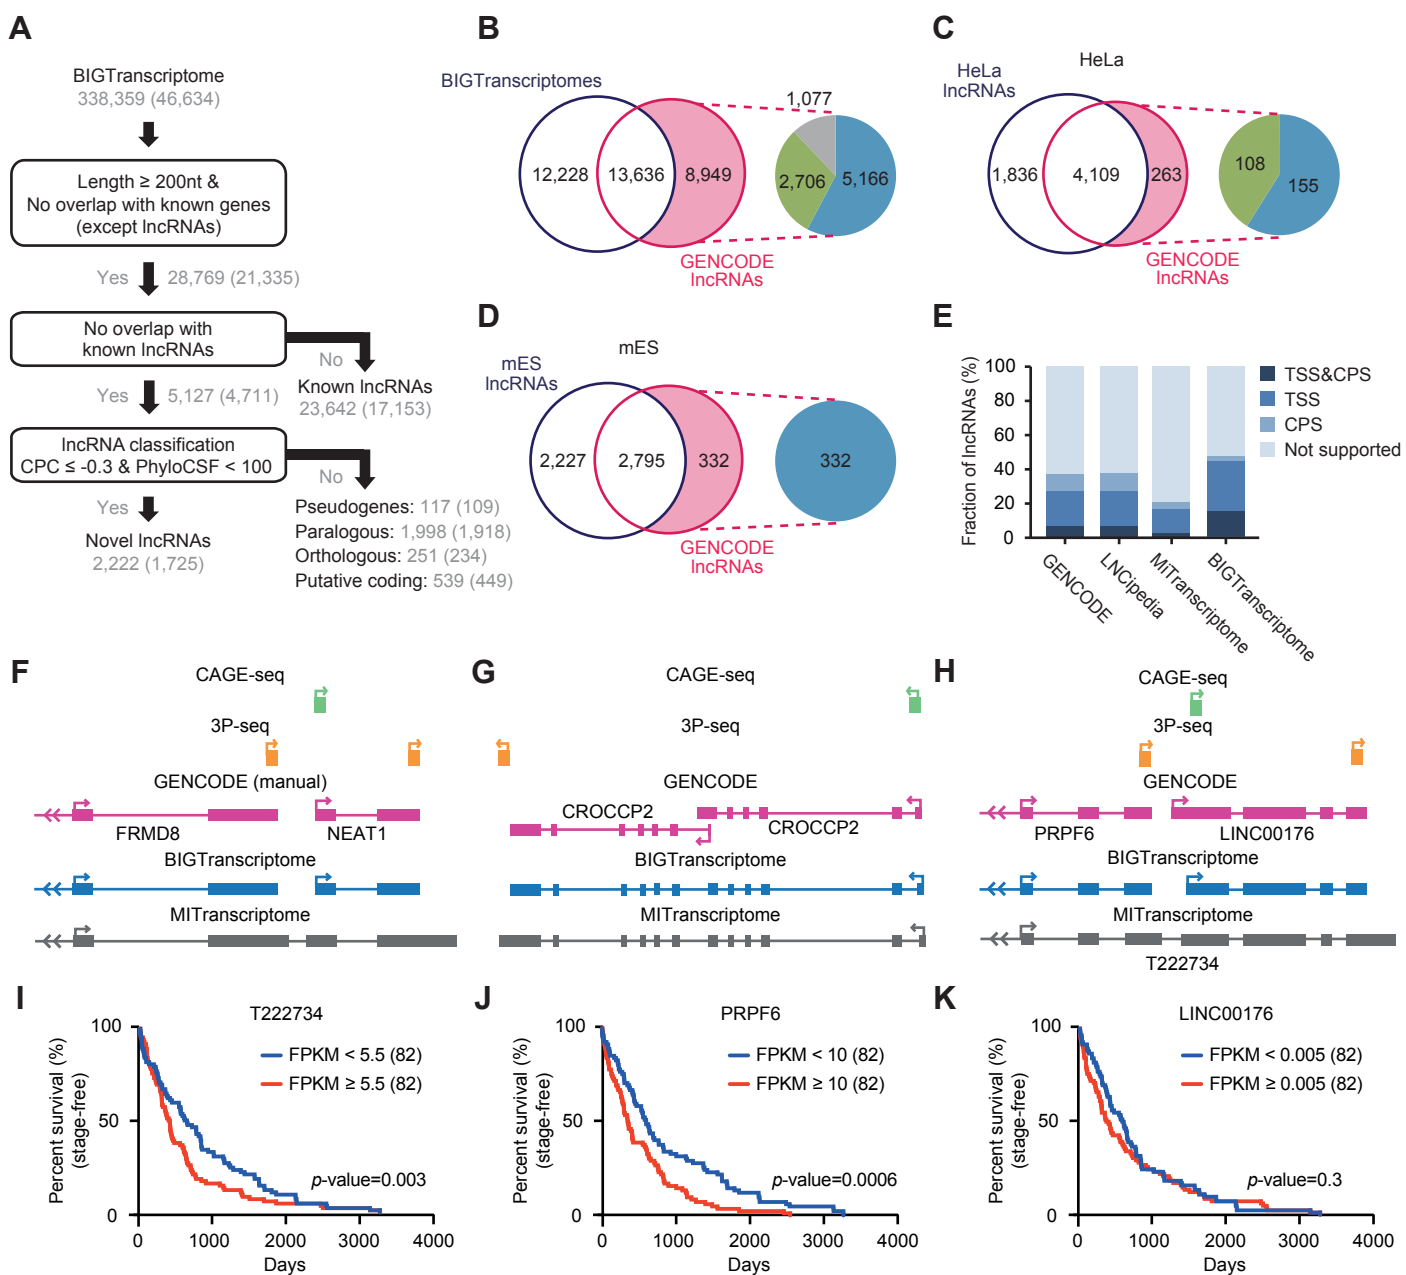 A
BIGTranscriptome
338,359 (46,634)
Length ≥ 200nt &
No overlap with known genes
(except lncRNAs)
Yes
28,769 (21,335)
No overlap with
known lncRNAs
No
Known lncRNAs
23,642 (17,153)
Yes
5,127 (4,711)
lncRNA classification
CPC ≤ -0.3 & PhyloCSF < 100
No
Pseudogenes: 117 (109)
Paralogous: 1,998 (1,918)
Orthologous: 251 (234)
Putative coding: 539 (449)
Yes
Novel lncRNAs
2,222 (1,725)
B
BIGTranscriptomes
12,228
13,636
8,949
GENCODE
lncRNAs
1,077
2,706
5,166
C
HeLa
HeLa
lncRNAs
1,836
4,109
263
GENCODE
lncRNAs
108
155
D
mES
mES
lncRNAs
2,227
2,795
332
GENCODE
lncRNAs
332
E
Fraction of lncRNAs (%)
100
80
60
40
20
0
GENCODE
LNCipedia
MiTranscriptome
BIGTranscriptome
TSS&CPS
TSS
CPS
Not supported
F
CAGE-seq
3P-seq
GENCODE (manual)
FRMD8
NEAT1
BIGTranscriptome
MITranscriptome
G
CAGE-seq
3P-seq
GENCODE
CROCCP2
CROCCP2
BIGTranscriptome
MITranscriptome
H
CAGE-seq
3P-seq
GENCODE
PRPF6
LINC00176
BIGTranscriptome
MITranscriptome
T222734
I
T222734
Percent survival (%)
(stage-free)
100
50
0
FPKM < 5.5 (82)
FPKM ≥ 5.5 (82)
p-value=0.003
0
1000
2000
3000
4000
Days
J
PRPF6
Percent survival (%)
(stage-free)
100
50
0
FPKM < 10 (82)
FPKM ≥ 10 (82)
p-value=0.0006
0
1000
2000
3000
4000
Days
K
LINC00176
Percent survival (%)
(stage-free)
100
50
0
FPKM < 0.005 (82)
FPKM ≥ 0.005 (82)
p-value=0.3
0
1000
2000
3000
4000
Days